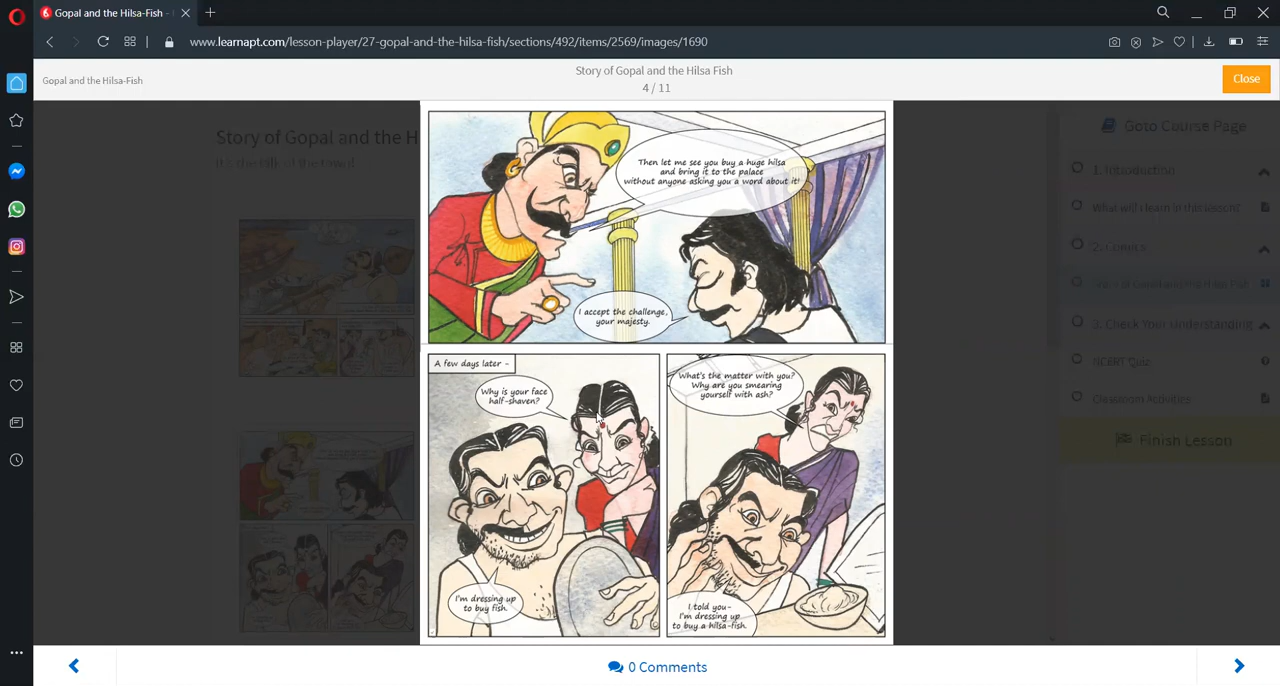 Gopal and the Hilsa-Fish -
www.learnapt.com/lesson-player/27-gopal-and-the-hilsa-fish/sections/492/items/2569/images/1690
Gopal and the Hilsa-Fish
Story of Gopal and the Hilsa Fish
4 / 11
Close
Story of Gopal and the H
Goto Course Page
1. Introduction
What will I learn in this lesson?
3. Check Your Understanding
NCERT Quiz
Classroom Activities
Finish Lesson
Then let me see you buy a huge hilsa
and bring it to the palace
without anyone asking you a word about it!
I accept the challenge,
your majesty.
A few days later -
Why is your face
half-shaven?
I'm dressing up
to buy fish.
What's the matter with you?
Why are you smearing
yourself with ash?
I told you-
I'm dressing up
to buy a hilsa-fish.
0 Comments